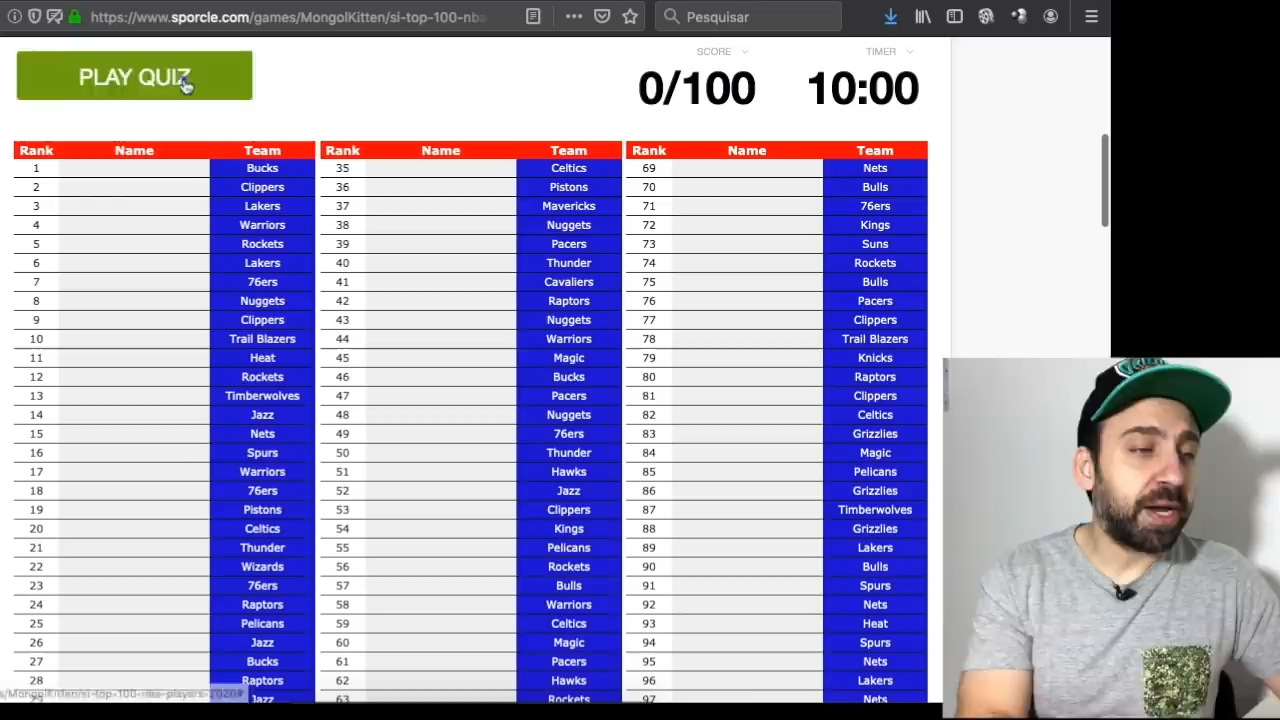 https://www.sporcle.com/games/MongolKitten/si-top-100-nba
Pesquisar
PLAY QUIZ
SCORE
TIMER
0/100
10:00
Rank Name Team Rank Name Team Rank Name Team
1 Bucks 35 Celtics 69 Nets
2 Clippers 36 Pistons 70 Bulls
3 Lakers 37 Mavericks 71 76ers
4 Warriors 38 Nuggets 72 Kings
5 Rockets 39 Pacers 73 Suns
6 Lakers 40 Thunder 74 Rockets
7 76ers 41 Cavaliers 75 Bulls
8 Nuggets 42 Raptors 76 Pacers
9 Clippers 43 Nuggets 77 Clippers
10 Trail Blazers 44 Warriors 78 Trail Blazers
11 Heat 45 Magic 79 Knicks
12 Rockets 46 Bucks 80 Raptors
13 Timberwolves 47 Pacers 81 Clippers
14 Jazz 48 Nuggets 82 Celtics
15 Nets 49 76ers 83 Grizzlies
16 Spurs 50 Thunder 84 Magic
17 Warriors 51 Hawks 85 Pelicans
18 76ers 52 Jazz 86 Grizzlies
19 Pistons 53 Clippers 87 Timberwolves
20 Celtics 54 Kings 88 Grizzlies
21 Thunder 55 Pelicans 89 Lakers
22 Wizards 56 Rockets 90 Bulls
23 76ers 57 Bulls 91 Spurs
24 Raptors 58 Warriors 92 Nets
25 Pelicans 59 Celtics 93 Heat
26 Jazz 60 Magic 94 Spurs
27 Bucks 61 Pacers 95 Nets
28 Raptors 62 Hawks 96 Lakers
Jazz 63 Rockets 97 Nets